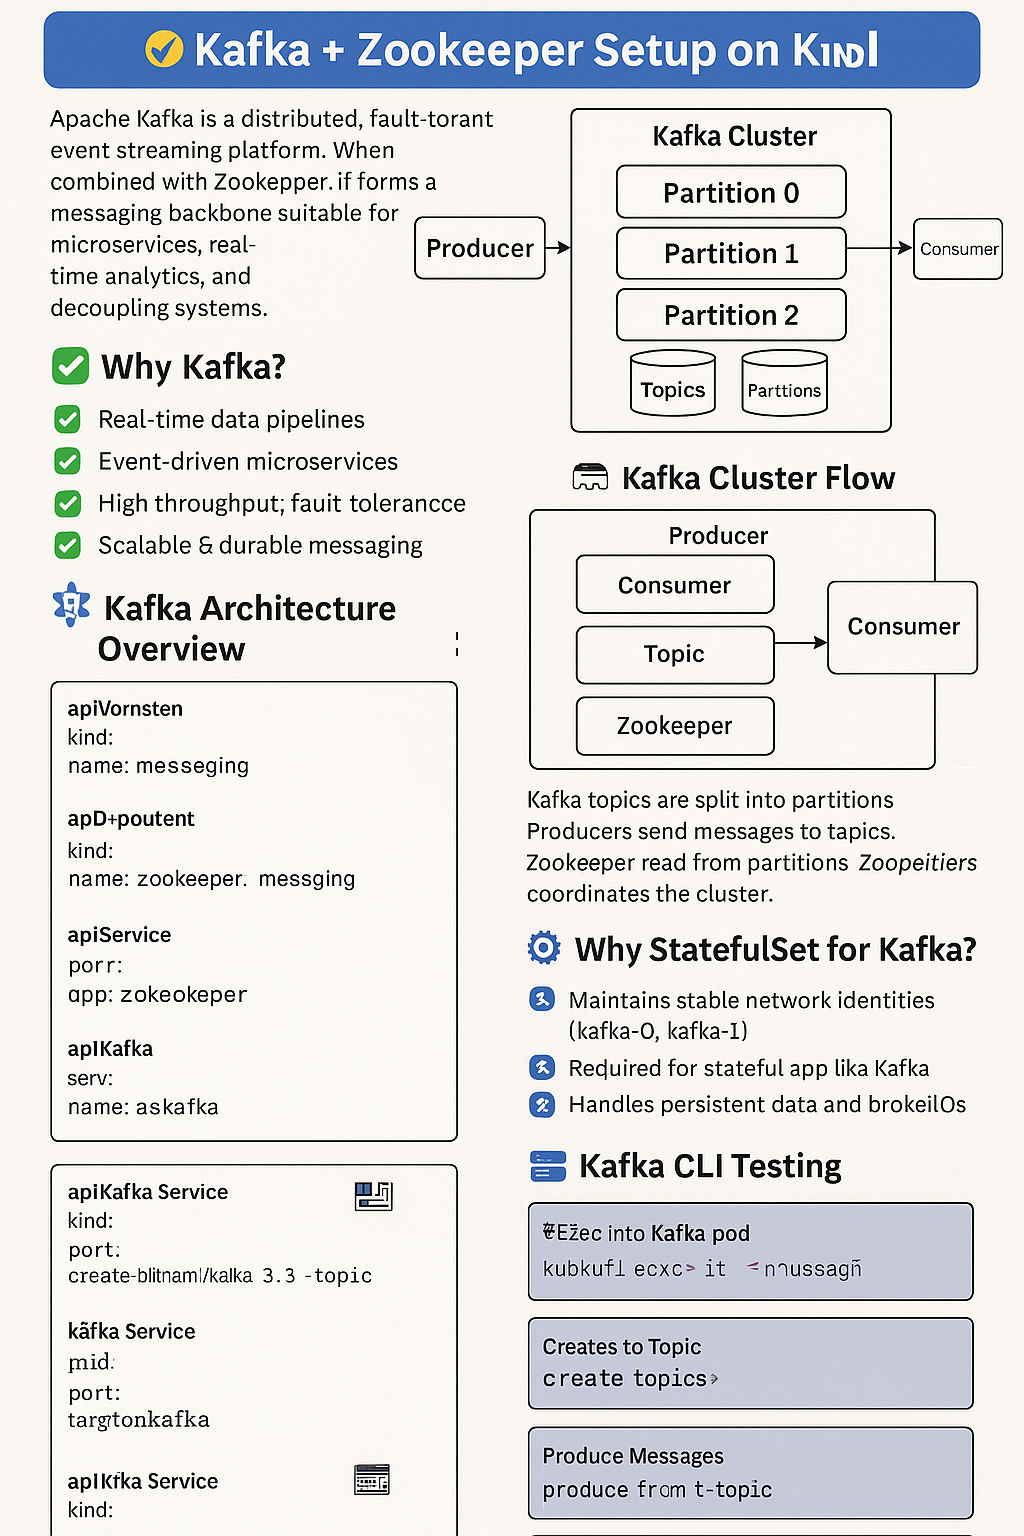 Kafka + Zookeeper Setup on
Apache Kafka is a distributed, fault-torant
event streaming platform. When
combined with Zookepper. if forms a
messaging backbone suitable for
microservices, real-
time analytics, and
decoupling systems.
Kafka Cluster
Partition 0
Partition 1
Partition 2
Topics
Parttions
Producer
Consumer
Why Kafka?
Real-time data pipelines
Event-driven microservices
High throughput; fauit tolerancce
Scalable & durable messaging
Kafka Architecture
Overview
apiVornsten
kind:
name: messeging
apD+poutent
kind:
name: zookeeper. messging
apiService
porr:
app: zokeokeper
apIKafka
serv:
name: askafka
apiKafka Service
kind:
port:
create-blitnaml/kalka 3.3 -topic
kãfka Service
mid:
port:
targtonkafka
apIKfka Service
kind:
Kafka Cluster Flow
Producer
Consumer
Topic
Zookeeper
Consumer
Kafka topics are split into partitions
Producers send messages to tapics.
Zookeeper read from partitions Zoopeitiers
coordinates the cluster.
Why StatefulSet for Kafka?
Maintains stable network identities
(kafka-0, kafka-1)
Required for stateful app lika Kafka
Handles persistent data and brokeilOs
Kafka CLI Testing
into Kafka pod
it
Creates to Topic
create topics
Produce Messages
produce from t-topic